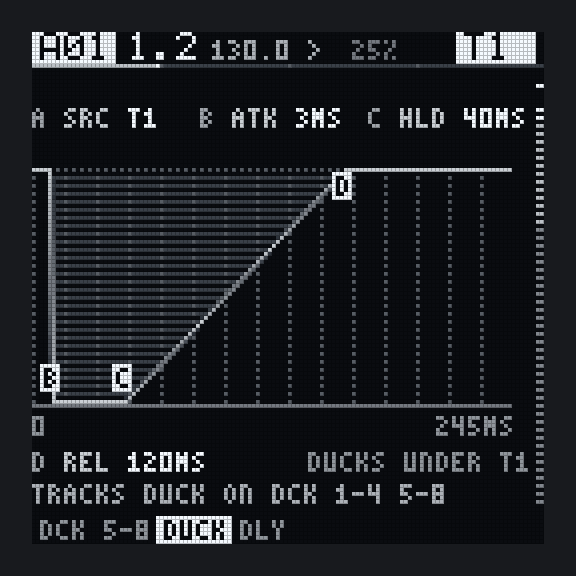 A01 1.2 130.0 > 25% T1
A SRC T1 B ATK 3MS C HLD 40MS
D
B C
0 245MS
D REL 120MS DUCKS UNDER T1
TRACKS DUCK ON DCK 1-4 5-8
DCK 5-8 DUCK DLY